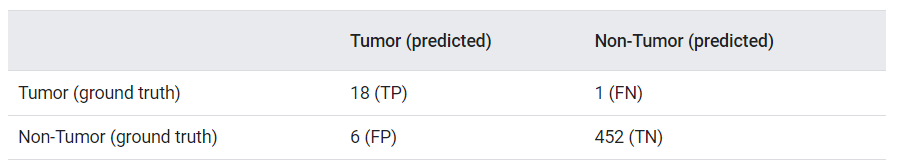 Tumor (predicted) Non-Tumor (predicted)
Tumor (ground truth) 18 (TP) 1 (FN)
Non-Tumor (ground truth) 6 (FP) 452 (TN)